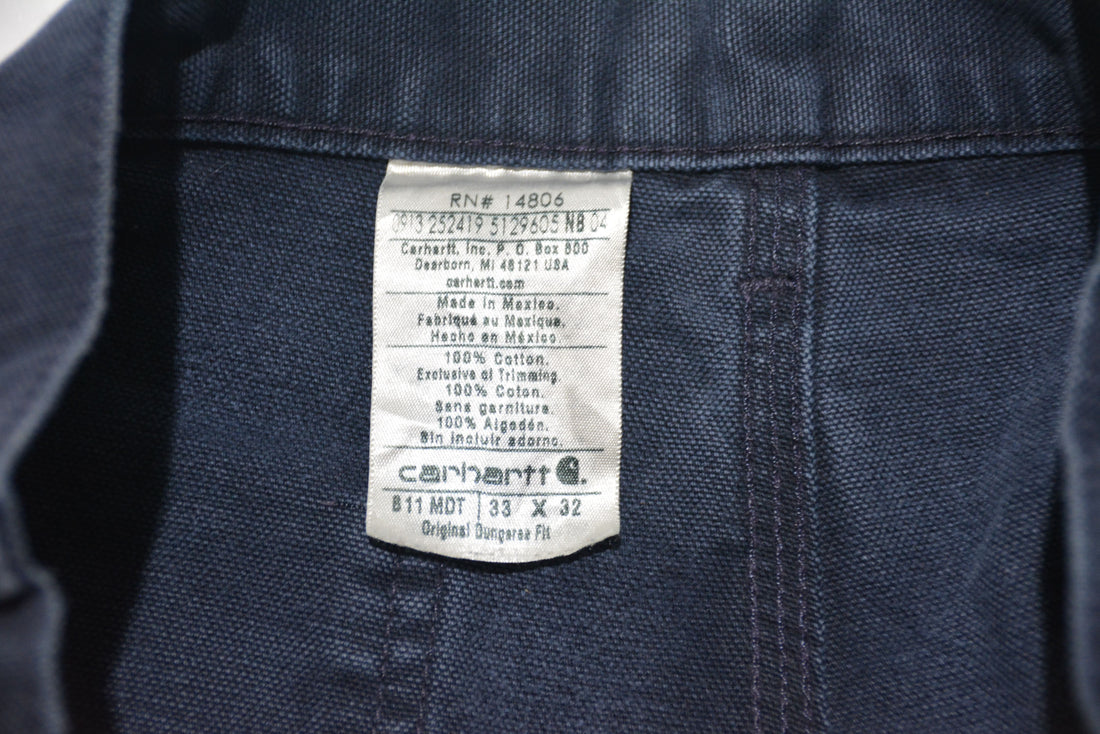 RN# 14806
0913 252419 5129605 NB 04
Carhartt, Inc. P. O. Box 600
Dearborn, MI 48121 USA
carhartt.com
Made in Mexico.
Fabriqué au Mexique.
Hecho en México.
100% Cotton.
Exclusive of Trimming.
100% Coton.
Sans garniture.
100% Algodón.
Sin incluir adorno.
carhartt
B11 MDT 33 X 32
Original Dungaree Fit